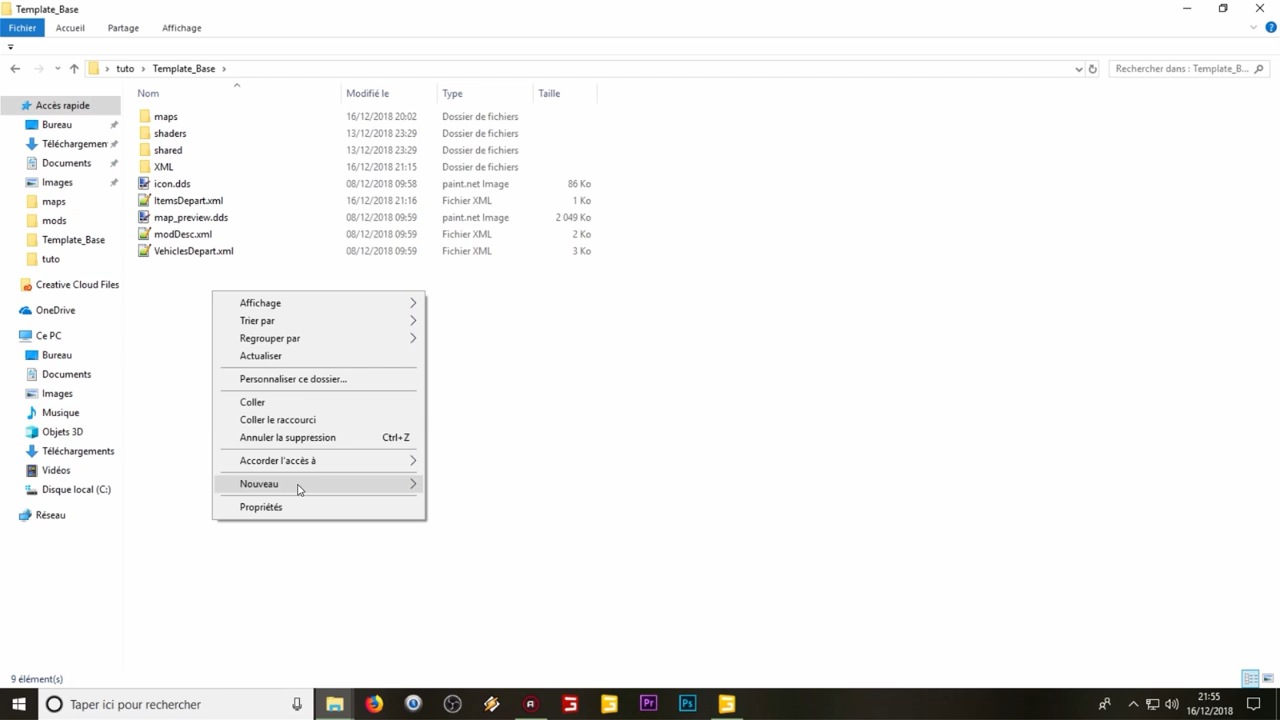 Template_Base
Fichier Accueil Partage Affichage
tuto Template_Base Rechercher dans : Template_B...
Nom Modifié le Type Taille
Accès rapide
Bureau
Téléchargemen
Documents
Images
maps
mods
Template_Base
tuto
Creative Cloud Files
OneDrive
Ce PC
Bureau
Documents
Images
Musique
Objets 3D
Téléchargements
Vidéos
Disque local (C:)
Réseau
maps 16/12/2018 20:02 Dossier de fichiers
shaders 13/12/2018 23:29 Dossier de fichiers
shared 13/12/2018 23:29 Dossier de fichiers
XML 16/12/2018 21:15 Dossier de fichiers
icon.dds 08/12/2018 09:58 paint.net Image 86 Ko
ItemsDepart.xml 16/12/2018 21:16 Fichier XML 1 Ko
map_preview.dds 08/12/2018 09:59 paint.net Image 2 049 Ko
modDesc.xml 08/12/2018 09:59 Fichier XML 2 Ko
VehiclesDepart.xml 08/12/2018 09:59 Fichier XML 3 Ko
Affichage
Trier par
Regrouper par
Actualiser
Personnaliser ce dossier...
Coller
Coller le raccourci
Annuler la suppression Ctrl+Z
Accorder l'accès à
Nouveau
Propriétés
9 élément(s)
Taper ici pour rechercher
Pr
Ps
21:55
16/12/2018